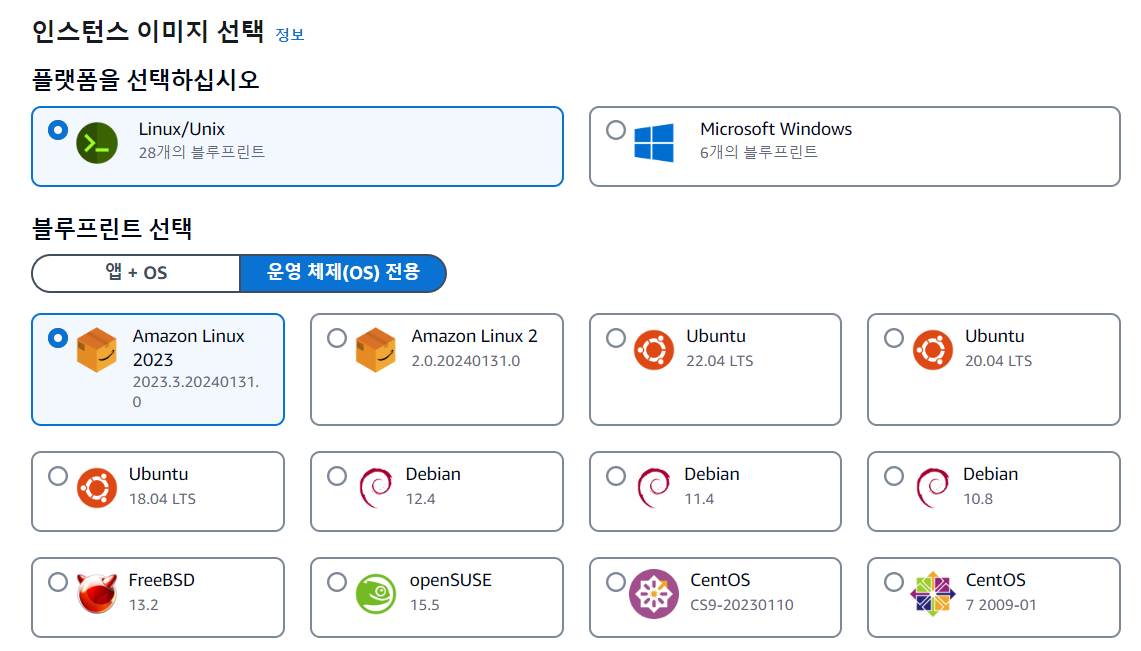 인스턴스 이미지 선택 정보
플랫폼을 선택하십시오
Linux/Unix
28개의 블루프린트
Microsoft Windows
6개의 블루프린트
블루프린트 선택
앱 + OS
운영 체제(OS) 전용
Amazon Linux
2023
2023.3.20240131.
0
Amazon Linux 2
2.0.20240131.0
Ubuntu
22.04 LTS
Ubuntu
20.04 LTS
Ubuntu
18.04 LTS
Debian
12.4
Debian
11.4
Debian
10.8
FreeBSD
13.2
openSUSE
15.5
CentOS
CS9-20230110
CentOS
7 2009-01